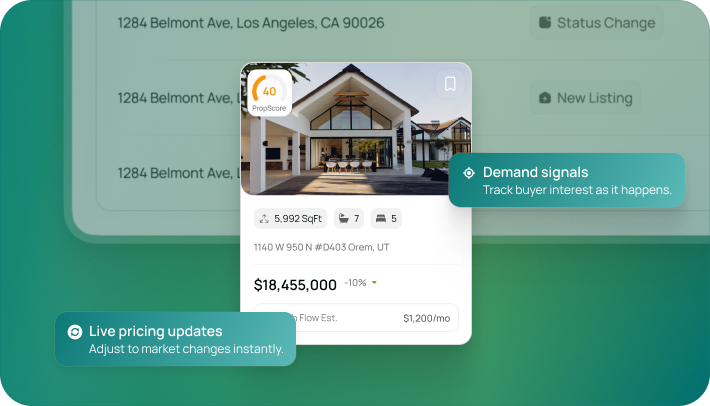 1284 Belmont Ave, Los Angeles, CA 90026
Status Change
1284 Belmont Ave, L
New Listing
1284 Belmont Ave, L
40
PropScore
Demand signals
Track buyer interest as it happens.
5,992 SqFt
7
5
1140 W 950 N #D403 Orem, UT
$18,455,000
-10%
h Flow Est.
$1,200/mo
Live pricing updates
Adjust to market changes instantly.